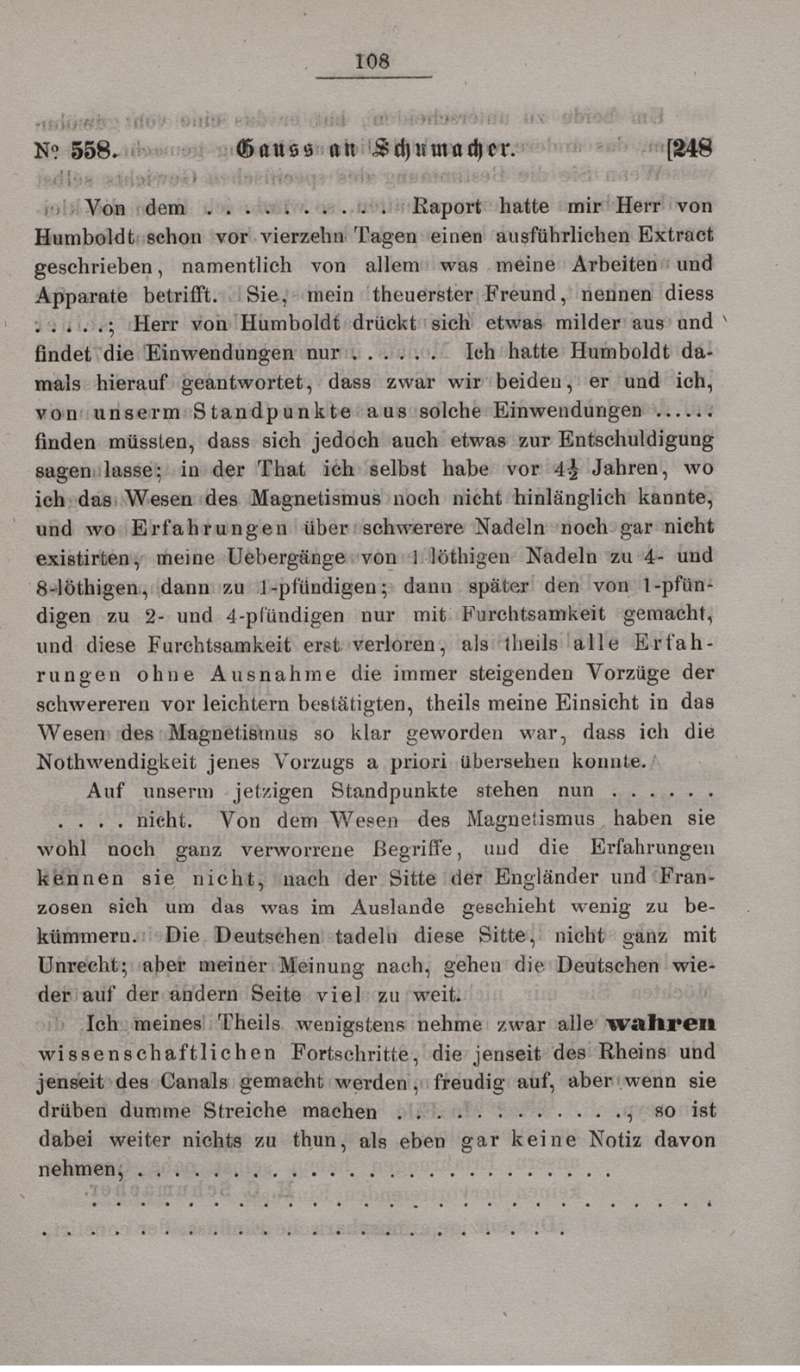 108
No 558. Gauss an Schumacher. [248
Von dem . . . . . . . . . . . Raport hatte mir Herr von
Humboldt schon vor vierzehn Tagen einen ausführlichen Extract
geschrieben, namentlich von allem was meine Arbeiten und
Apparate betrifft. Sie, mein theuerster Freund, nennen diess
. . . . .; Herr von Humboldt drückt sich etwas milder aus und
findet die Einwendungen nur . . . . . . Ich hatte Humboldt da-
mals hierauf geantwortet, dass zwar wir beiden, er und ich,
von unserm Standpunkte aus solche Einwendungen ......
finden müssten, dass sich jedoch auch etwas zur Entschuldigung
sagen lasse; in der That ich selbst habe vor 4½ Jahren, wo
ich das Wesen des Magnetismus noch nicht hinlänglich kannte,
und wo Erfahrungen über schwerere Nadeln noch gar nicht
existirten, meine Uebergänge von 1 löthigen Nadeln zu 4- und
8-löthigen, dann zu 1-pfündigen; dann später den von 1-pfün-
digen zu 2- und 4-pfündigen nur mit Furchtsamkeit gemacht,
und diese Furchtsamkeit erst verloren, als theils alle Erfah-
rungen ohne Ausnahme die immer steigenden Vorzüge der
schwereren vor leichtern bestätigten, theils meine Einsicht in das
Wesen des Magnetismus so klar geworden war, dass ich die
Nothwendigkeit jenes Vorzugs a priori übersehen konnte.
Auf unserm jetzigen Standpunkte stehen nun . . . . . .
. . . . nicht. Von dem Wesen des Magnetismus haben sie
wohl noch ganz verworrene Begriffe, und die Erfahrungen
kennen sie nicht, nach der Sitte der Engländer und Fran-
zosen sich um das was im Auslande geschieht wenig zu be-
kümmern. Die Deutschen tadeln diese Sitte, nicht ganz mit
Unrecht; aber meiner Meinung nach, gehen die Deutschen wie-
der auf der andern Seite viel zu weit.
Ich meines Theils wenigstens nehme zwar alle wahren
wissenschaftlichen Fortschritte, die jenseit des Rheins und
jenseit des Canals gemacht werden, freudig auf, aber wenn sie
drüben dumme Streiche machen . . . . . . . . . . . ., so ist
dabei weiter nichts zu thun, als eben gar keine Notiz davon
nehmen, . . . . . . . . . . . . . . . . . . . . . . . . .
. . . . . . . . . . . . . . . . . . . . . . . . . .
. . . . . . . . . . . . . . . . . . . . . .